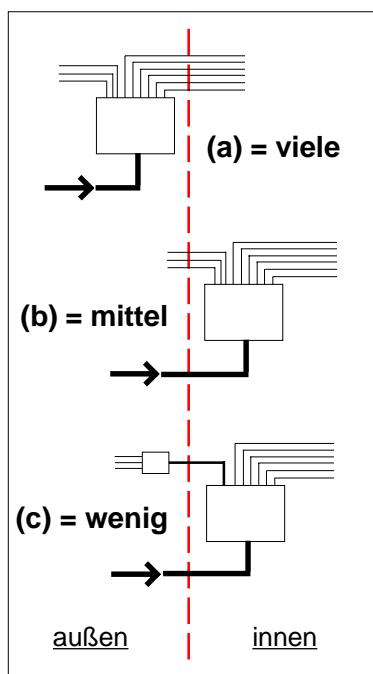 (a) = viele
(b) = mittel
(c) = wenig
außen innen